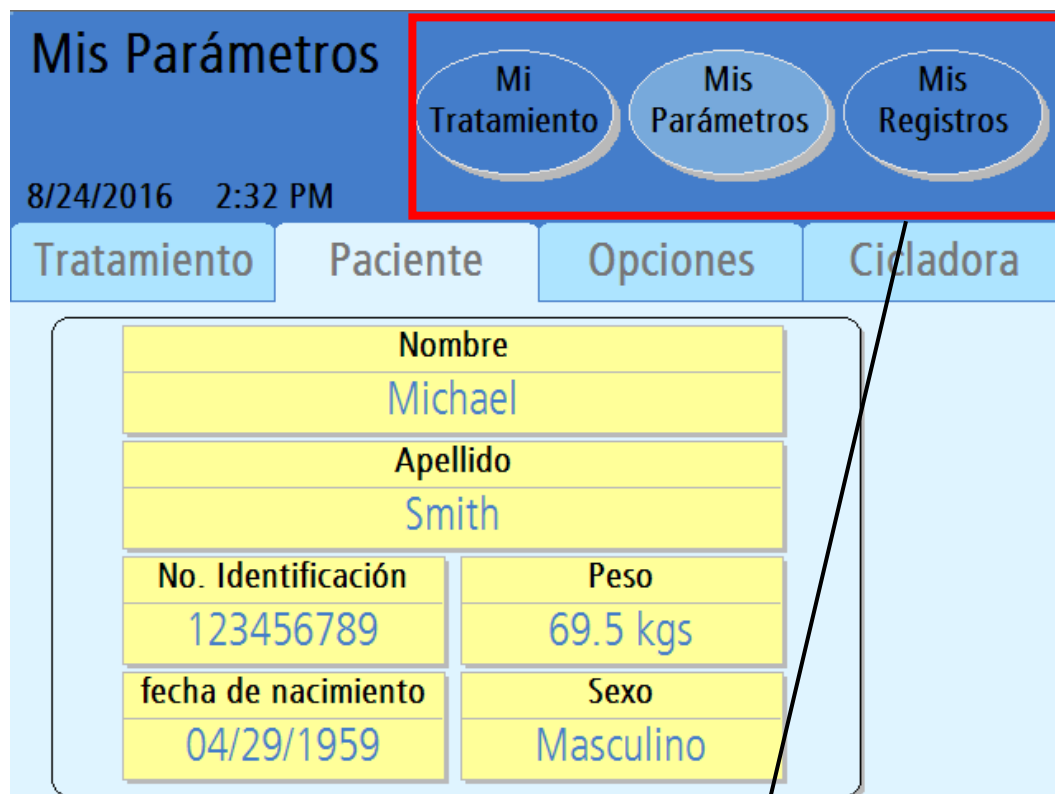 Mis Parámetros
Mi
Tratamiento
Mis
Parámetros
Mis
Registros
8/24/2016 2:32 PM
Tratamiento Paciente Opciones Cicladora
Nombre
Michael
Apellido
Smith
No. Identificación Peso
123456789 69.5 kgs
fecha de nacimiento Sexo
04/29/1959 Masculino